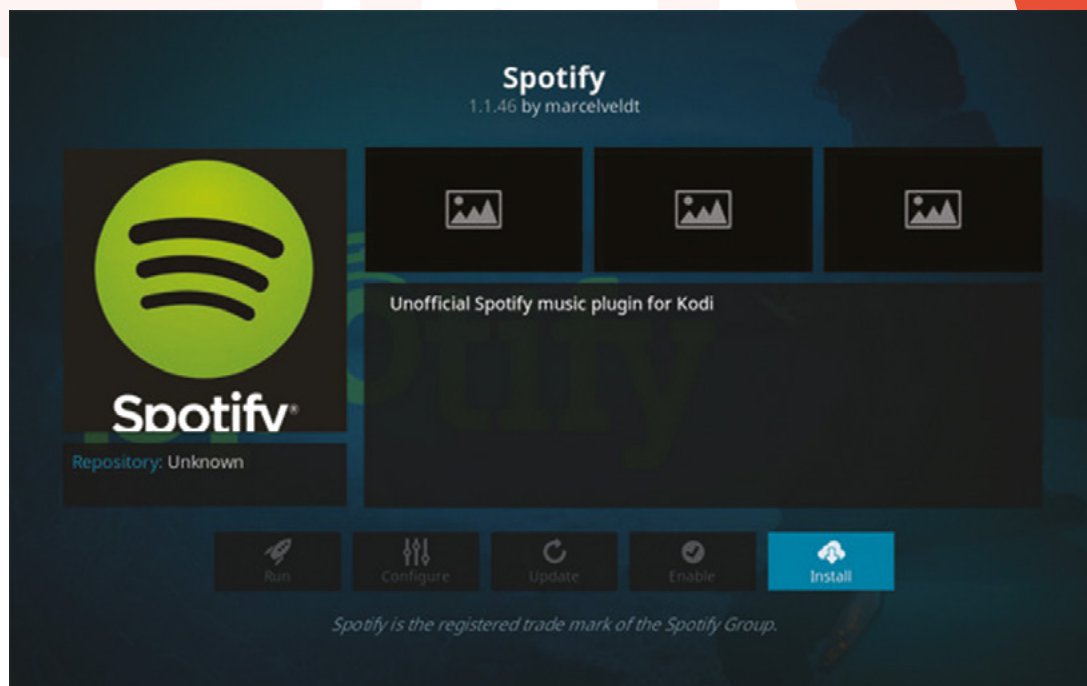 Spotify
1.1.46 by marcelveldt
Unofficial Spotify music plugin for Kodi
Spotify®
Repository: Unknown
Run
Configure
Update
Enable
Install
Spotify is the registered trade mark of the Spotify Group.